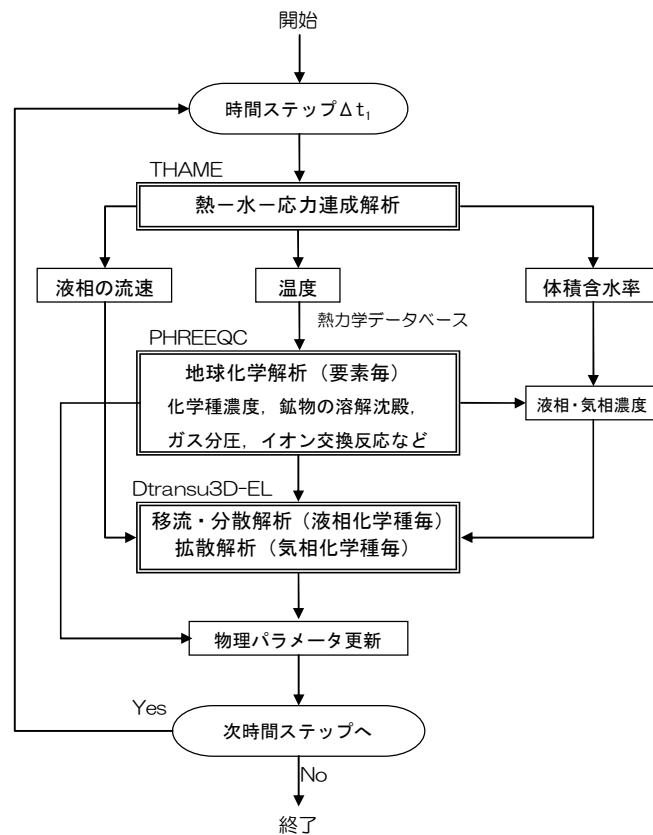 開始
時間ステップΔt₁
THAME
熱－水－応力連成解析
液相の流速
温度
体積含水率
熱力学データベース
PHREEQC
地球化学解析（要素毎）
化学種濃度，鉱物の溶解沈殿，
ガス分圧，イオン交換反応など
液相・気相濃度
Dtransu3D-EL
移流・分散解析（液相化学種毎）
拡散解析（気相化学種毎）
物理パラメータ更新
Yes
次時間ステップへ
No
終了